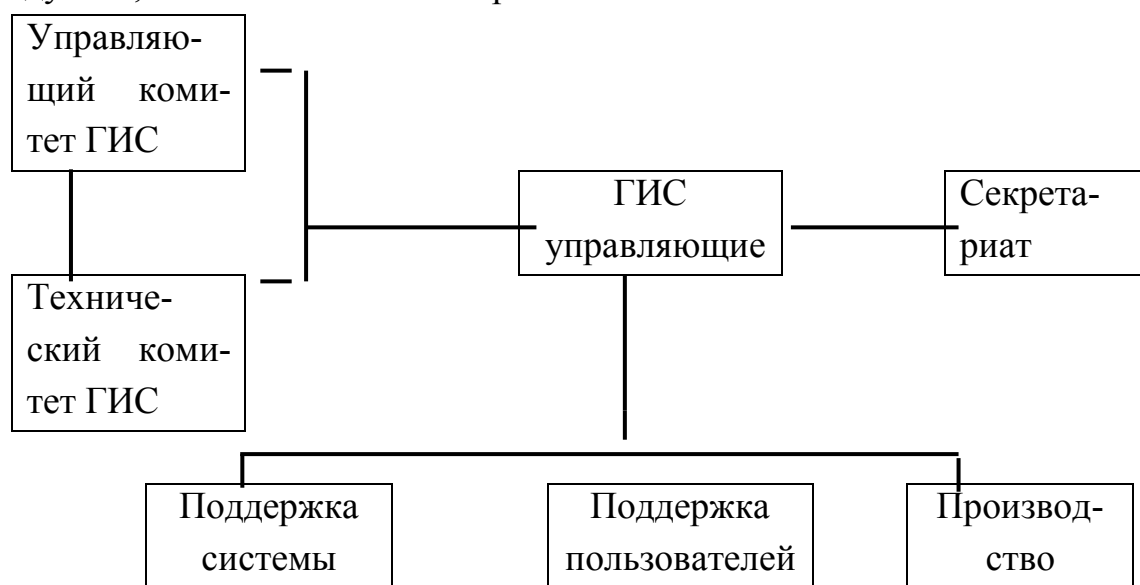 Управляю-
щий коми-
тет ГИС
ГИС
управляющие
Секрета-
риат
Техниче-
ский коми-
тет ГИС
Поддержка
системы
Поддержка
пользователей
Производ-
ство